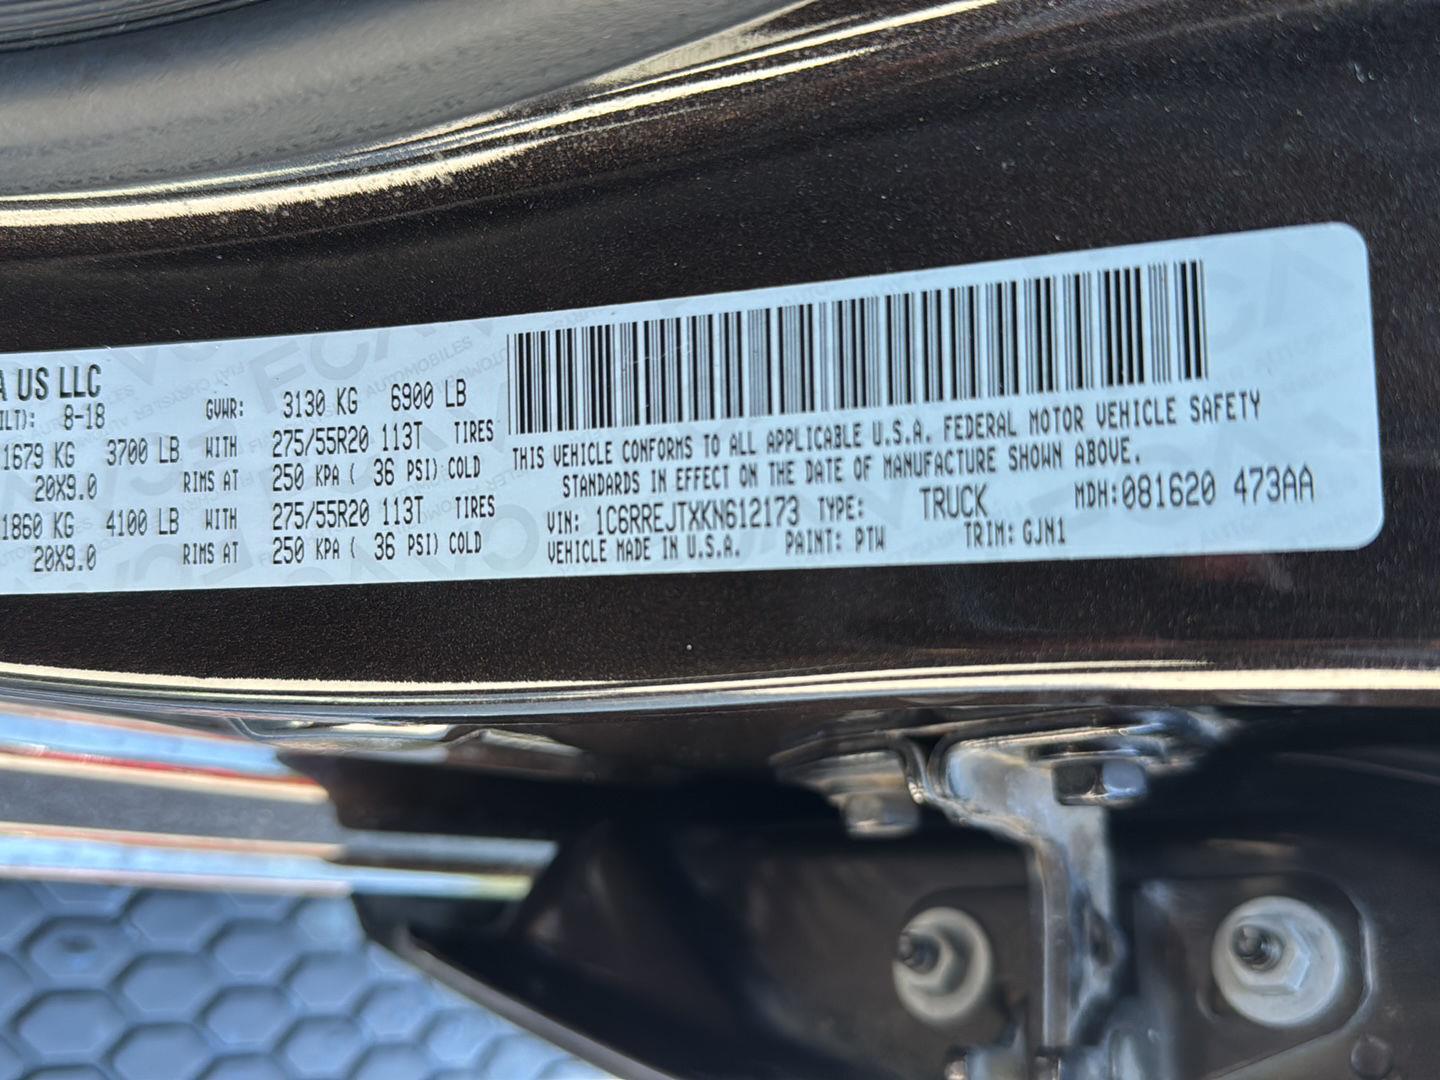 A US LLC
ILT): 8-18 GVWR: 3130 KG 6900 LB
1679 KG 3700 LB WITH 275/55R20 113T TIRES
20X9.0 RIMS AT 250 KPA ( 36 PSI) COLD
1860 KG 4100 LB WITH 275/55R20 113T TIRES
20X9.0 RIMS AT 250 KPA ( 36 PSI) COLD
THIS VEHICLE CONFORMS TO ALL APPLICABLE U.S.A. FEDERAL MOTOR VEHICLE SAFETY
STANDARDS IN EFFECT ON THE DATE OF MANUFACTURE SHOWN ABOVE.
VIN: 1C6RREJTXKN612173 TYPE: TRUCK MDH:081620 473AA
VEHICLE MADE IN U.S.A. PAINT: PTW TRIM: GJN1